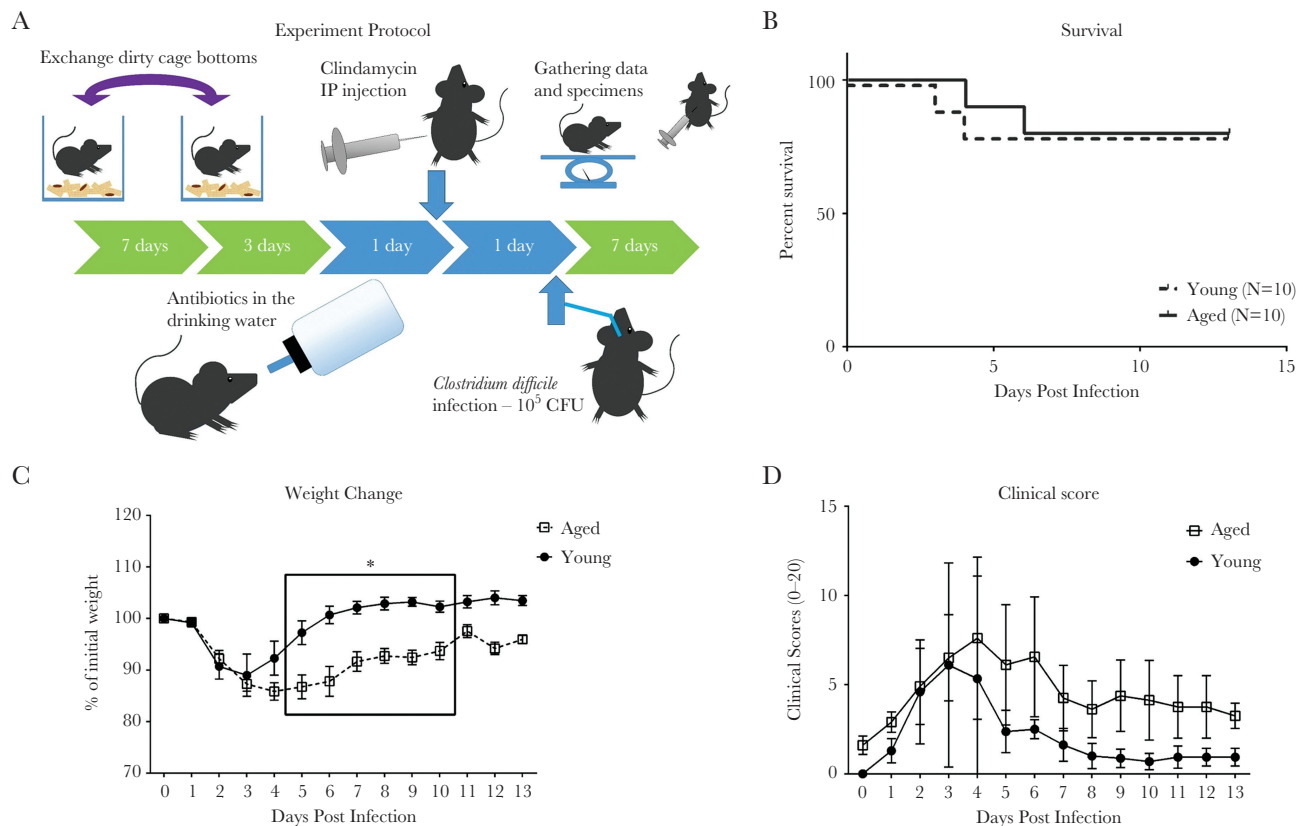 A
Experiment Protocol
Exchange dirty cage bottoms
Clindamycin
IP injection
Gathering data
and specimens
7 days
3 days
1 day
1 day
7 days
Antibiotics in the
drinking water
Clostridium difficile
infection – 10⁵ CFU
B
Survival
100
50
0
Percent survival
Young (N=10)
Aged (N=10)
0
5
10
15
Days Post Infection
C
Weight Change
120
110
100
90
80
70
% of initial weight
*
Aged
Young
0 1 2 3 4 5 6 7 8 9 10 11 12 13
Days Post Infection
D
Clinical score
15
10
5
0
Clinical Scores (0–20)
Aged
Young
0 1 2 3 4 5 6 7 8 9 10 11 12 13
Days Post Infection